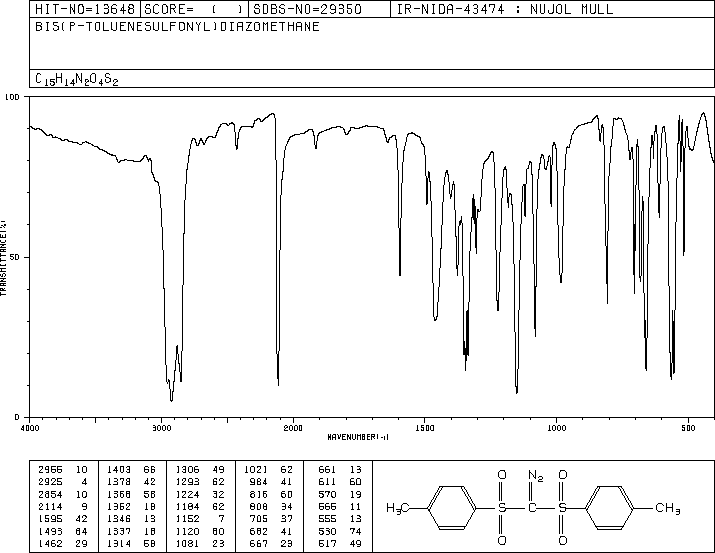 HIT-NO=13648 SCORE= ( ) SDBS-NO=29350 IR-NIDA-43474 : NUJOL MULL
BIS(P-TOLUENESULFONYL)DIAZOMETHANE
C15H14N2O4S2
100
50
0
TRANSMITTANCE(%)
4000 3000 2000 1500 1000 500
WAVENUMBER(-1)
2956 10 1403 66 1306 49 1021 62 661 13
2925 4 1378 42 1293 62 984 41 611 60
2854 10 1368 58 1224 32 816 60 570 19
2114 9 1352 18 1184 62 808 34 566 11
1595 42 1346 13 1152 7 705 37 555 13
1493 64 1337 18 1120 60 682 41 530 74
1462 29 1314 58 1081 23 667 29 517 49
O N2 O
H3C S C S CH3
O O